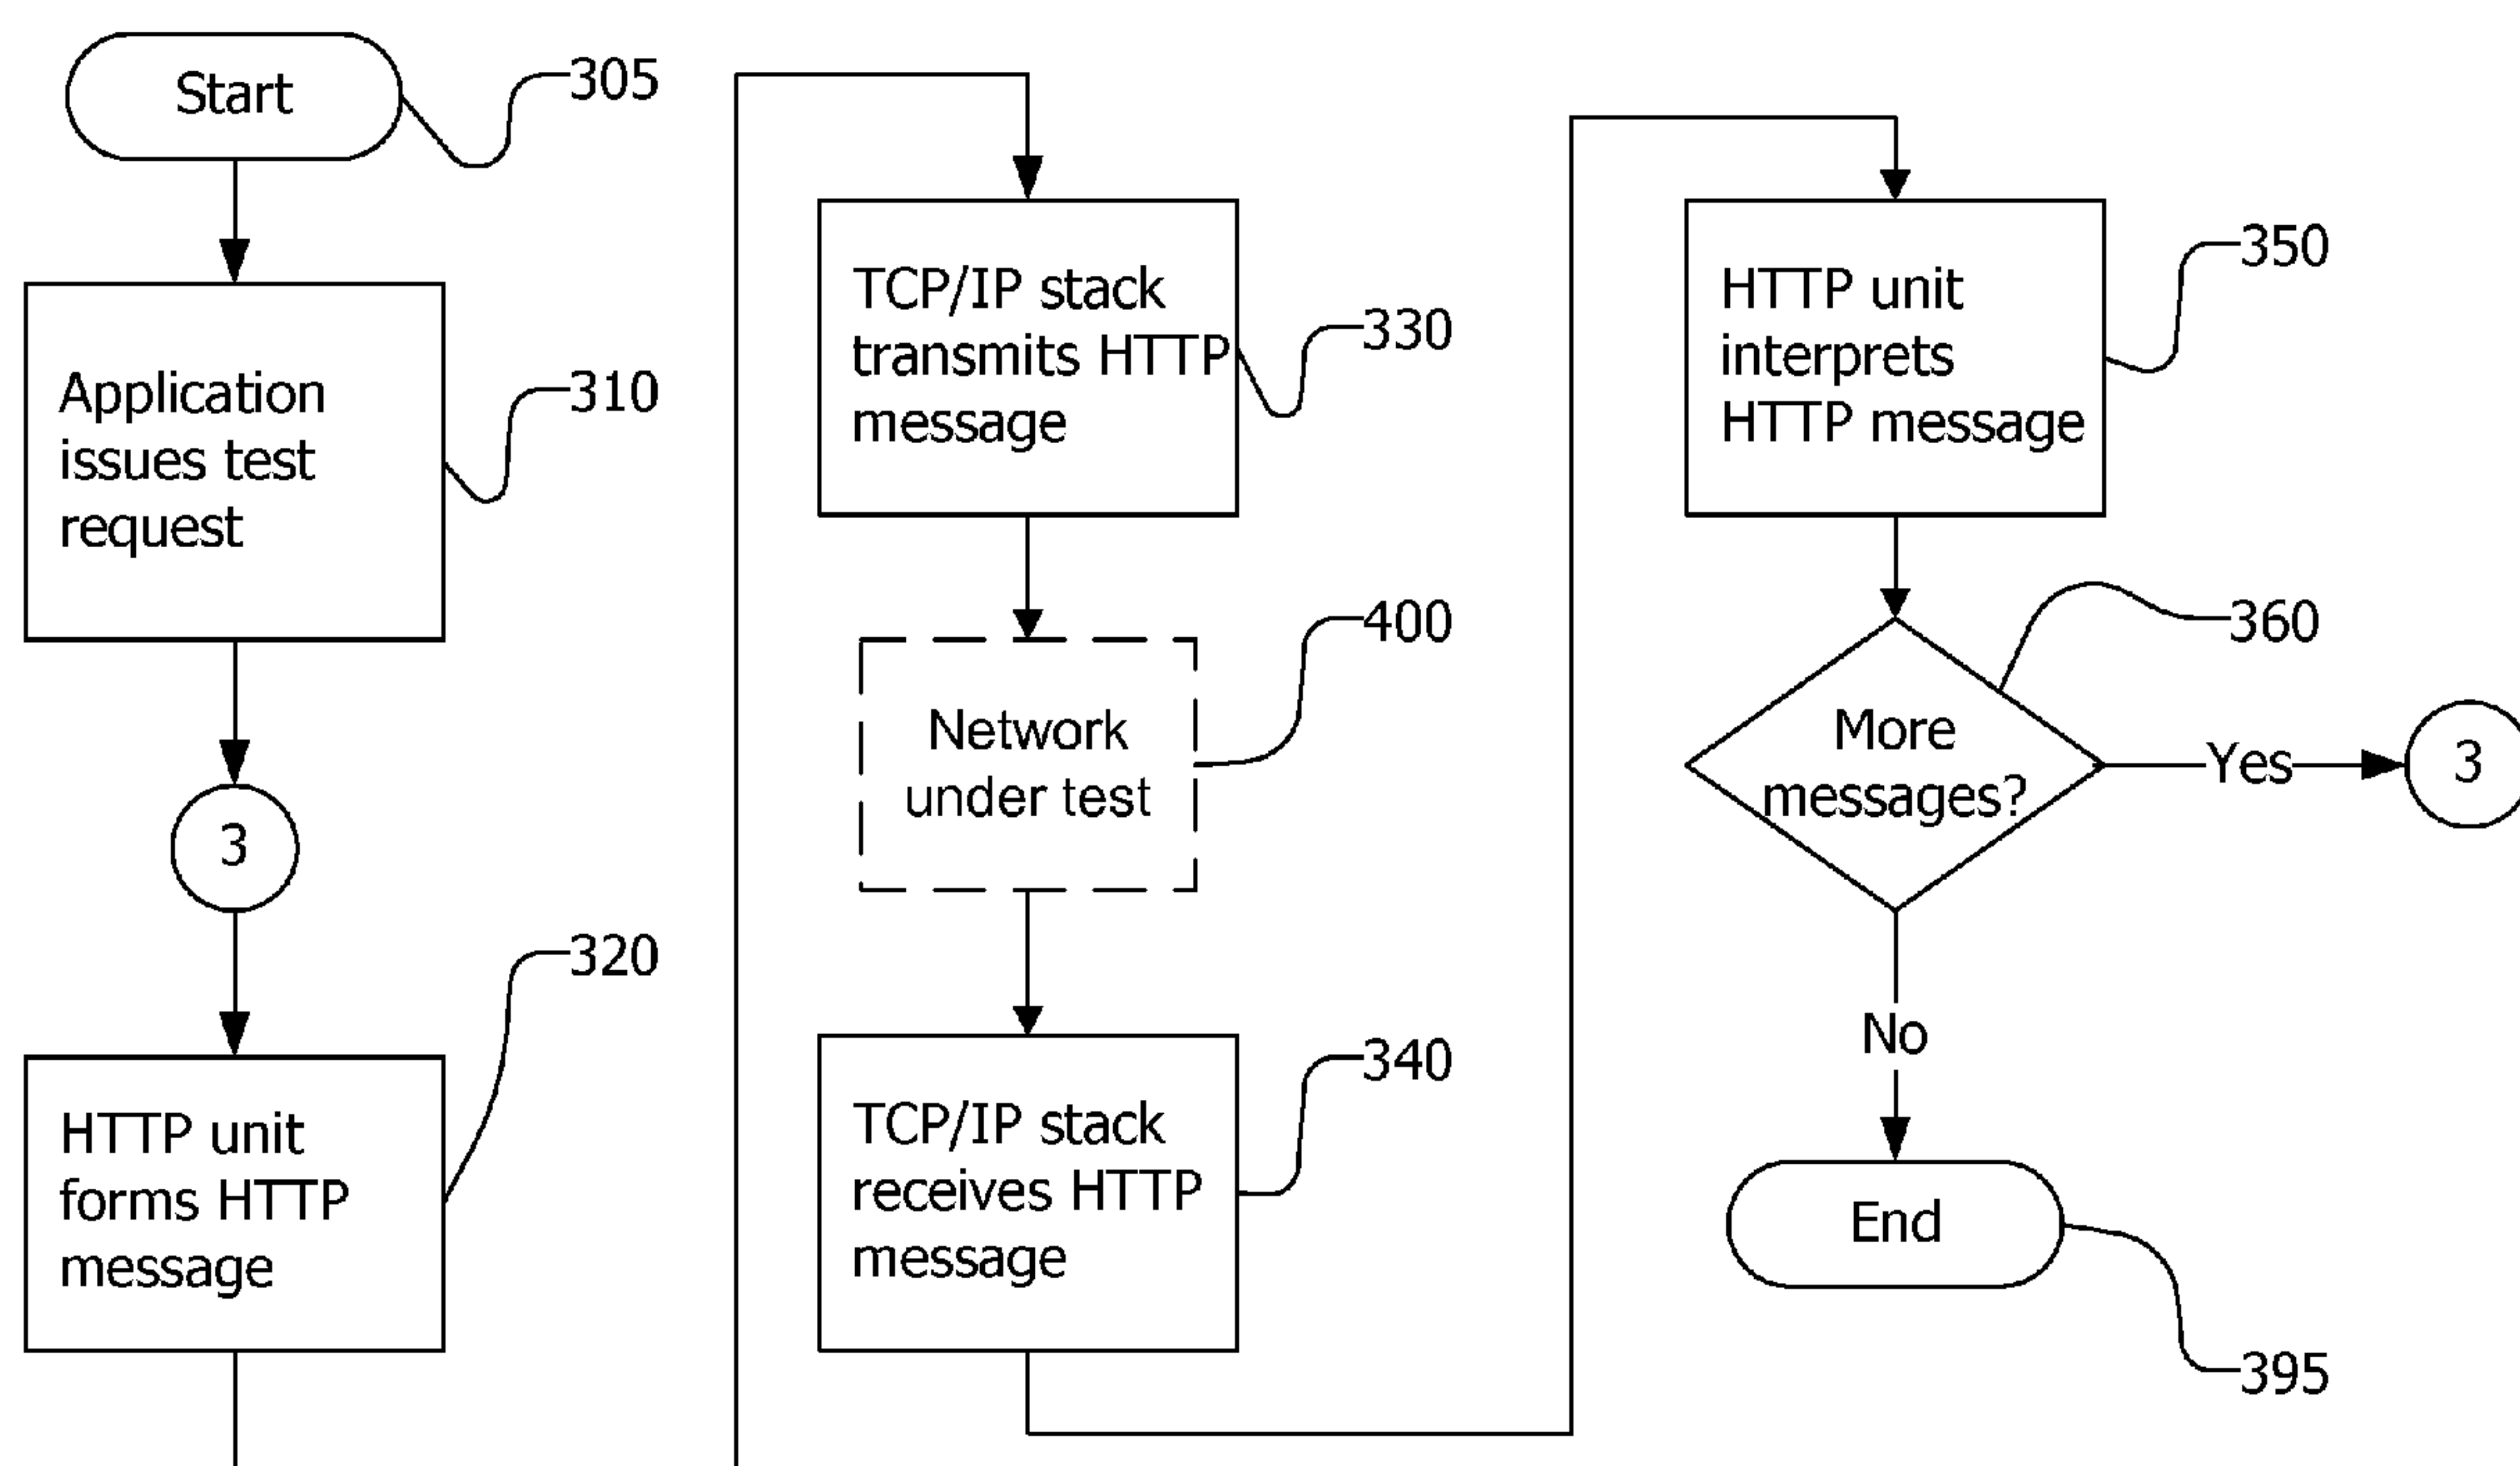 Start
305
Application
issues test
request
310
3
HTTP unit
forms HTTP
message
320
TCP/IP stack
transmits HTTP
message
330
Network
under test
400
TCP/IP stack
receives HTTP
message
340
HTTP unit
interprets
HTTP message
350
More
messages?
360
Yes
3
No
End
395